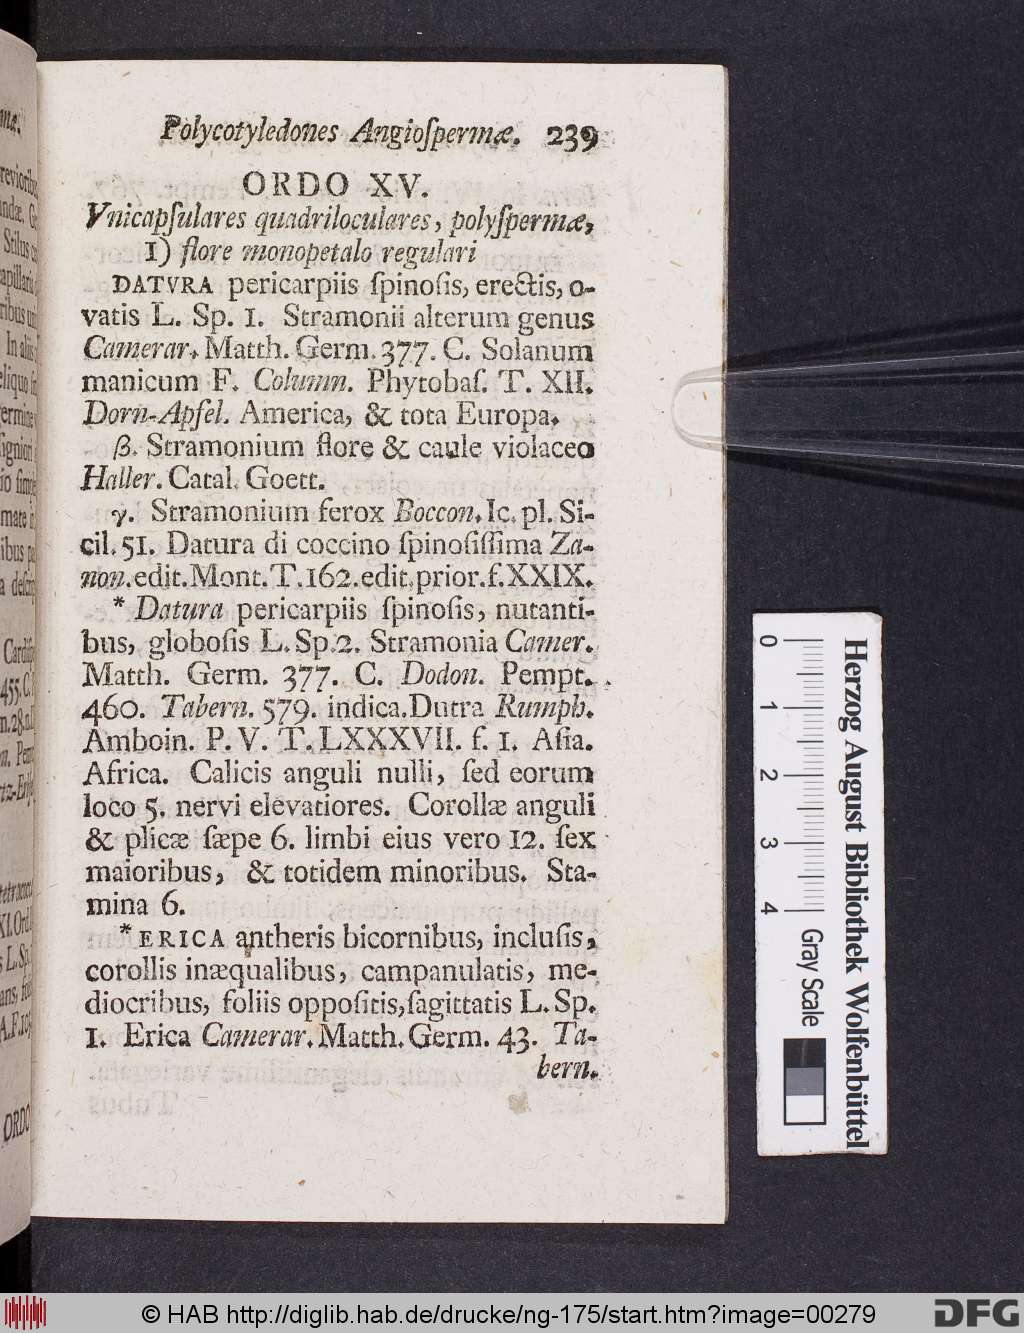 Polycotyledones Angioſpermæ. 239
ORDO XV.
Vnicapſulares quadriloculares, polyſpermæ,
1) flore monopetalo regulari
DATVRA pericarpiis ſpinoſis, erectis, o-
vatis L. Sp. 1. Stramonii alterum genus
Camerar. Matth. Germ. 377. C. Solanum
manicum F. Column. Phytobaſ. T. XII.
Dorn-Apfel. America, & tota Europa.
β. Stramonium flore & caule violaceo
Haller. Catal. Goett.
γ. Stramonium ferox Boccon. Ic. pl. Si-
cil. 51. Datura di coccino ſpinoſiſſima Za-
non. edit. Mont. T. 162. edit. prior. f. XXIX.
* Datura pericarpiis ſpinoſis, nutanti-
bus, globoſis L. Sp. 2. Stramonia Camer.
Matth. Germ. 377. C. Dodon. Pempt.
460. Tabern. 579. indica. Dutra Rumph.
Amboin. P. V. T. LXXXVII. f. 1. Aſia.
Africa. Calicis anguli nulli, ſed eorum
loco 5. nervi elevatiores. Corollæ anguli
& plicæ ſæpe 6. limbi eius vero 12. ſex
maioribus, & totidem minoribus. Sta-
mina 6.
* ERICA antheris bicornibus, incluſis,
corollis inæqualibus, campanulatis, me-
diocribus, foliis oppoſitis, ſagittatis L. Sp.
1. Erica Camerar. Matth. Germ. 43. Ta-
bern.
Herzog August Bibliothek Wolfenbüttel
0 1 2 3 4 Gray Scale
© HAB http://diglib.hab.de/drucke/ng-175/start.htm?image=00279
DFG